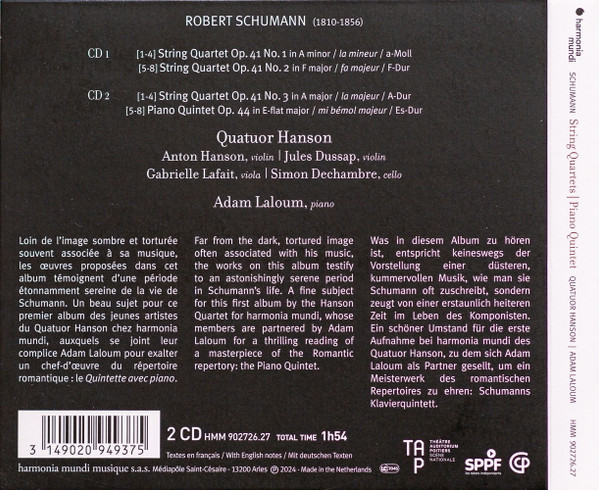 ROBERT SCHUMANN (1810-1856)
CD 1 [1-4] String Quartet Op. 41 No. 1 in A minor / la mineur / a-Moll
[5-8] String Quartet Op. 41 No. 2 in F major / fa majeur / F-Dur
CD 2 [1-4] String Quartet Op. 41 No. 3 in A major / la majeur / A-Dur
[5-8] Piano Quintet Op. 44 in E-flat major / mi bémol majeur / Es-Dur
Quatuor Hanson
Anton Hanson, violin | Jules Dussap, violin
Gabrielle Lafait, viola | Simon Dechambre, cello
Adam Laloum, piano
Loin de l'image sombre et torturée
souvent associée à sa musique,
les œuvres proposées dans cet
album témoignent d'une période
étonnamment sereine de la vie de
Schumann. Un beau sujet pour ce
premier album des jeunes artistes
du Quatuor Hanson chez harmonia
mundi, auxquels se joint leur
complice Adam Laloum pour exalter
un chef-d'œuvre du répertoire
romantique : le Quintette avec piano.
Far from the dark, tortured image
often associated with his music,
the works on this album testify
to an astonishingly serene period
in Schumann's life. A fine subject
for this first album by the Hanson
Quartet for harmonia mundi, whose
members are partnered by Adam
Laloum for a thrilling reading of
a masterpiece of the Romantic
repertory: the Piano Quintet.
Was in diesem Album zu hören
ist, entspricht keineswegs der
Vorstellung einer düsteren,
kummervollen Musik, wie man sie
Schumann oft zuschreibt, sondern
zeugt von einer erstaunlich heiteren
Zeit im Leben des Komponisten.
Ein schöner Umstand für die erste
Aufnahme bei harmonia mundi des
Quatuor Hanson, zu dem sich Adam
Laloum als Partner gesellt, um ein
Meisterwerk des romantischen
Repertoires zu ehren: Schumanns
Klavierquintett.
3 149020 949375
2 CD HMM 902726.27 TOTAL TIME 1h54
Textes en français / With English notes / Mit deutschen Texten
harmonia mundi musique s.a.s. Médiapôle Saint-Césaire - 13200 Arles Ⓟ 2024 - Made in the Netherlands
TAP
THÉÂTRE
AUDITORIUM
POITIERS
SCÈNE
NATIONALE
SPPF
harmonia
mundi
SCHUMANN String Quartets | Piano Quintet QUATUOR HANSON | ADAM LALOUM HMM 902726.27